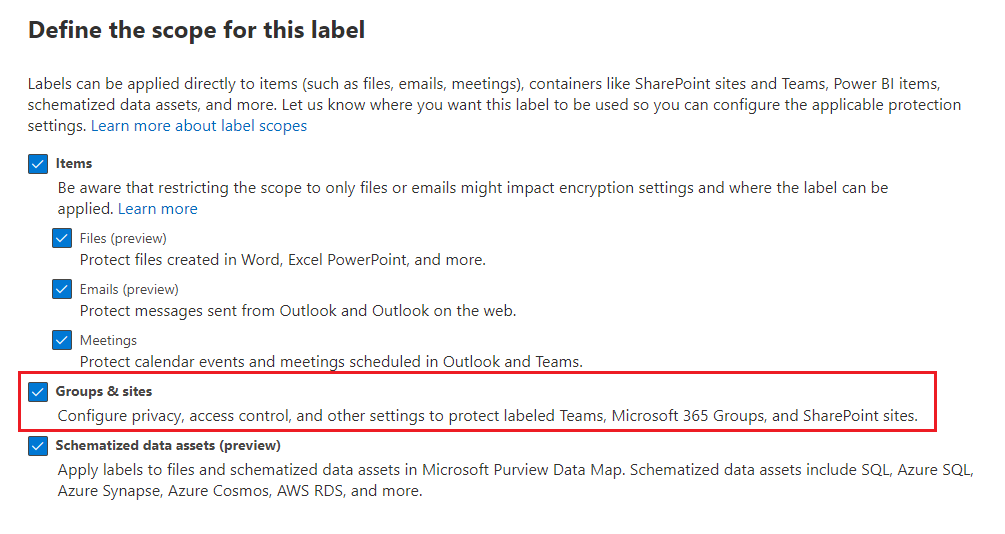 Define the scope for this label
Labels can be applied directly to items (such as files, emails, meetings), containers like SharePoint sites and Teams, Power BI items,
schematized data assets, and more. Let us know where you want this label to be used so you can configure the applicable protection
settings. Learn more about label scopes
Items
Be aware that restricting the scope to only files or emails might impact encryption settings and where the label can be
applied. Learn more
Files (preview)
Protect files created in Word, Excel PowerPoint, and more.
Emails (preview)
Protect messages sent from Outlook and Outlook on the web.
Meetings
Protect calendar events and meetings scheduled in Outlook and Teams.
Groups & sites
Configure privacy, access control, and other settings to protect labeled Teams, Microsoft 365 Groups, and SharePoint sites.
Schematized data assets (preview)
Apply labels to files and schematized data assets in Microsoft Purview Data Map. Schematized data assets include SQL, Azure SQL,
Azure Synapse, Azure Cosmos, AWS RDS, and more.